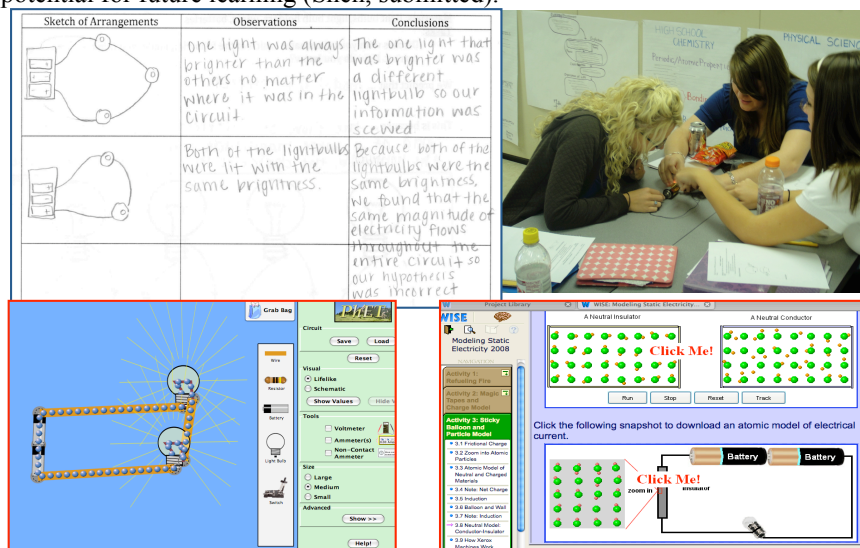 potential for future learning (Shen, submitted).
Sketch of Arrangements
Observations
Conclusions
one light was always
brighter than the
others no matter
where it was in the
circuit.
The one light that
was brighter was
a different
lightbulb so our
information was
scewed
Both of the lightbulbs
were lit with the
same brightness.
Because both of the
lightbulbs were the
same brightness,
we found that the
same magnitude of
electricity flows
throughout the
entire circuit so
our hypothesis
was incorrect
HIGH SCHOOL
CHEMISTRY
PHYSICAL SCIEN
Grab Bag
Wire
Resistor
Battery
Light Bulb
Switch
PhET
Circuit
Save
Load
Reset
Visual
Lifelike
Schematic
Show Values
Hide V
Tools
Voltmeter
Ammeter(s)
Non-Contact
Ammeter
Size
Large
Medium
Small
Advanced
Show >>
Help!
Project Library
WISE: Modeling Static Electricity...
WISE
Modeling Static
Electricity 2008
NAVIGATION
Activity 1:
Refuting Fire
Activity 2: Magic
Tapes and
Charge Model
Activity 3: Sticky
Balloon and
Particle Model
3.1 Frictional Charge
3.2 Zoom into Atomic
Particles
3.3 Atomic Model of
Neutral and Charged
Materials
3.4 Note: Net Charge
3.5 Induction
3.6 Balloon and Wall
3.7 Note: Induction
3.8 Neutral Model:
Conductor-Insulator
3.9 How Xerox
Machines Work
A Neutral Insulator
A Neutral Conductor
Click Me!
Run
Stop
Reset
Track
Click the following snapshot to download an atomic model of electrical
current.
Click Me!
zoom in
Battery
Battery